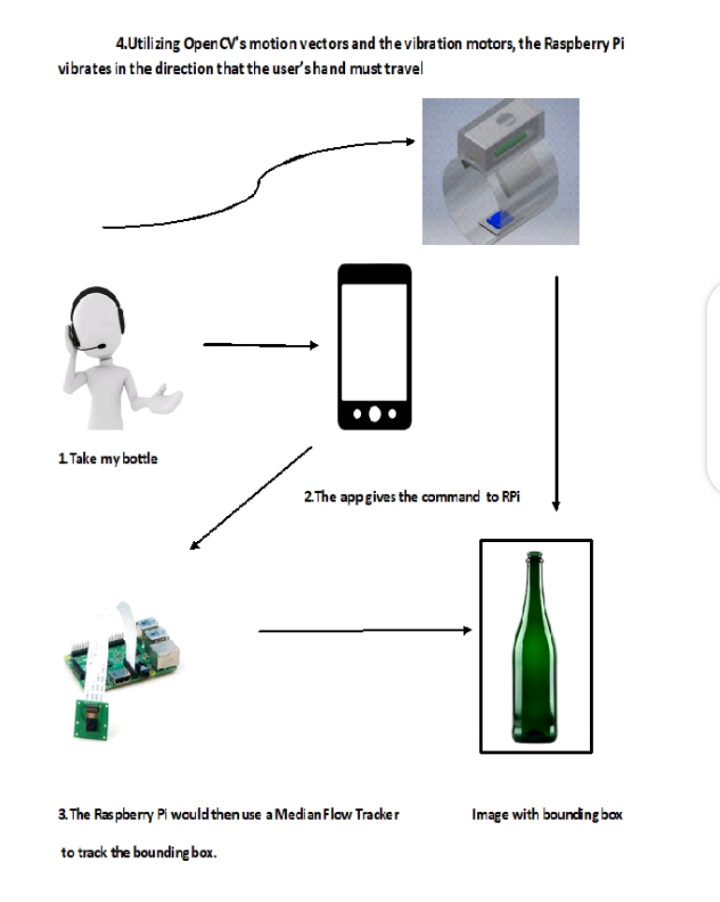 4.Utilizing OpenCV's motion vectors and the vibration motors, the Raspberry Pi
vibrates in the direction that the user's hand must travel
1.Take my bottle
2.The app gives the command to RPi
3.The Raspberry Pi would then use a Median Flow Tracker
Image with bounding box
to track the bounding box.